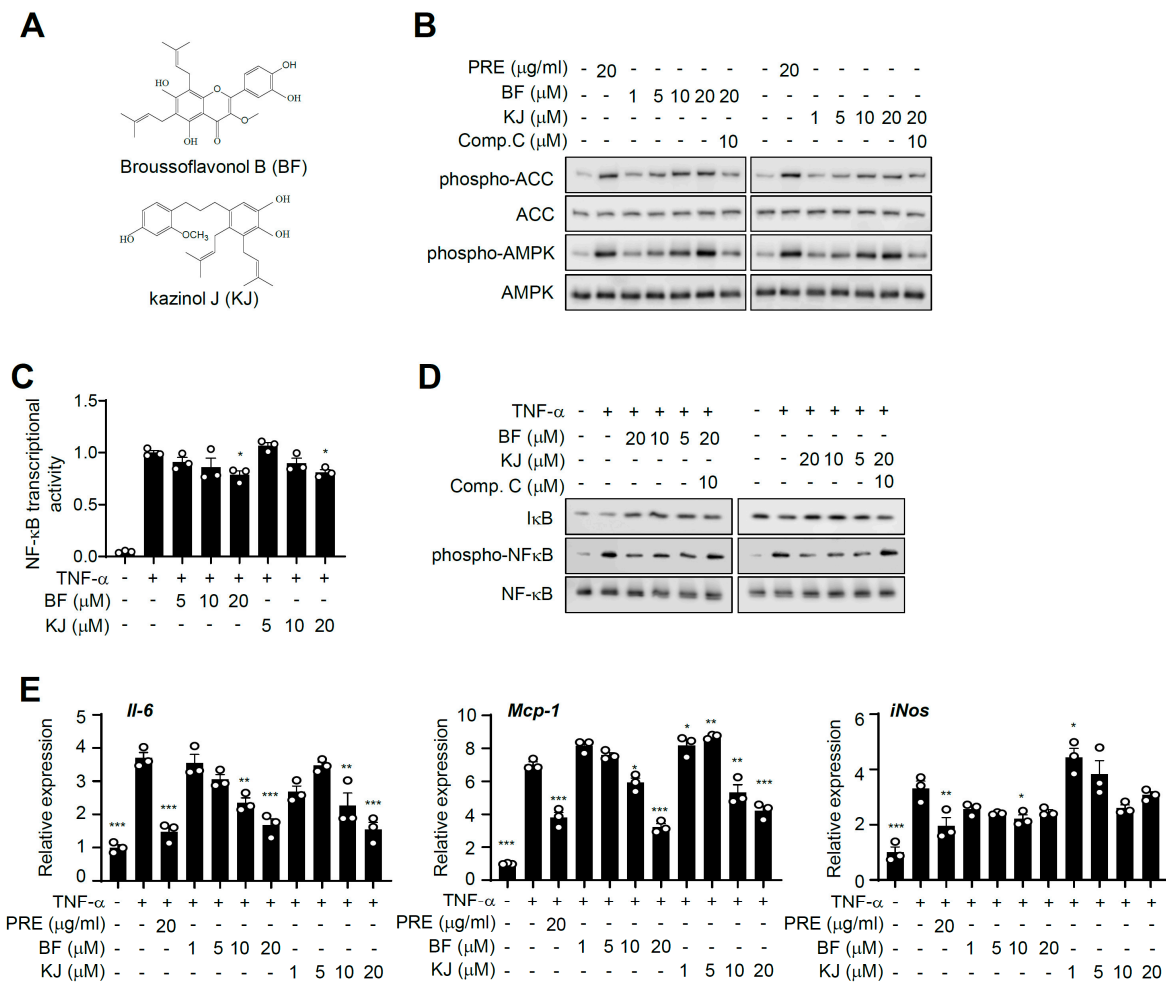 A
OH
HO
O
OH
O
OH
O
Broussoflavonol B (BF)
OH
HO
OCH3
OH
kazinol J (KJ)
B
PRE (μg/ml) - 20 - - - - - - 20 - - - - -
BF (μM) - - 1 5 10 20 20 - - - - - - -
KJ (μM) - - - - - - - - - 1 5 10 20 20
Comp.C (μM) - - - - - - 10 - - - - - - 10
phospho-ACC
ACC
phospho-AMPK
AMPK
C
NF-κB transcriptional
activity
1.5
1.0
0.5
0.0
* *
TNF-α - + + + + + + +
BF (μM) - - 5 10 20 - - -
KJ (μM) - - - - - 5 10 20
D
TNF-α - + + + + + - + + + + +
BF (μM) - - 20 10 5 20 - - - - - -
KJ (μM) - - - - - - - - 20 10 5 20
Comp. C (μM) - - - - - 10 - - - - - 10
IκB
phospho-NFκB
NF-κB
E
Il-6
Relative expression
5
4
3
2
1
0
*** *** ** *** ** ***
TNF-α - + + + + + + + + + +
PRE (μg/ml) - - 20 - - - - - - - -
BF (μM) - - - 1 5 10 20 - - - -
KJ (μM) - - - - - - - 1 5 10 20
Mcp-1
Relative expression
10
8
6
4
2
0
*** *** * *** * ** ** ***
TNF-α - + + + + + + + + + +
PRE (μg/ml) - - 20 - - - - - - - -
BF (μM) - - - 1 5 10 20 - - - -
KJ (μM) - - - - - - - 1 5 10 20
iNos
Relative expression
6
4
2
0
*** ** * *
TNF-α - + + + + + + + + + +
PRE (μg/ml) - - 20 - - - - - - - -
BF (μM) - - - 1 5 10 20 - - - -
KJ (μM) - - - - - - - 1 5 10 20